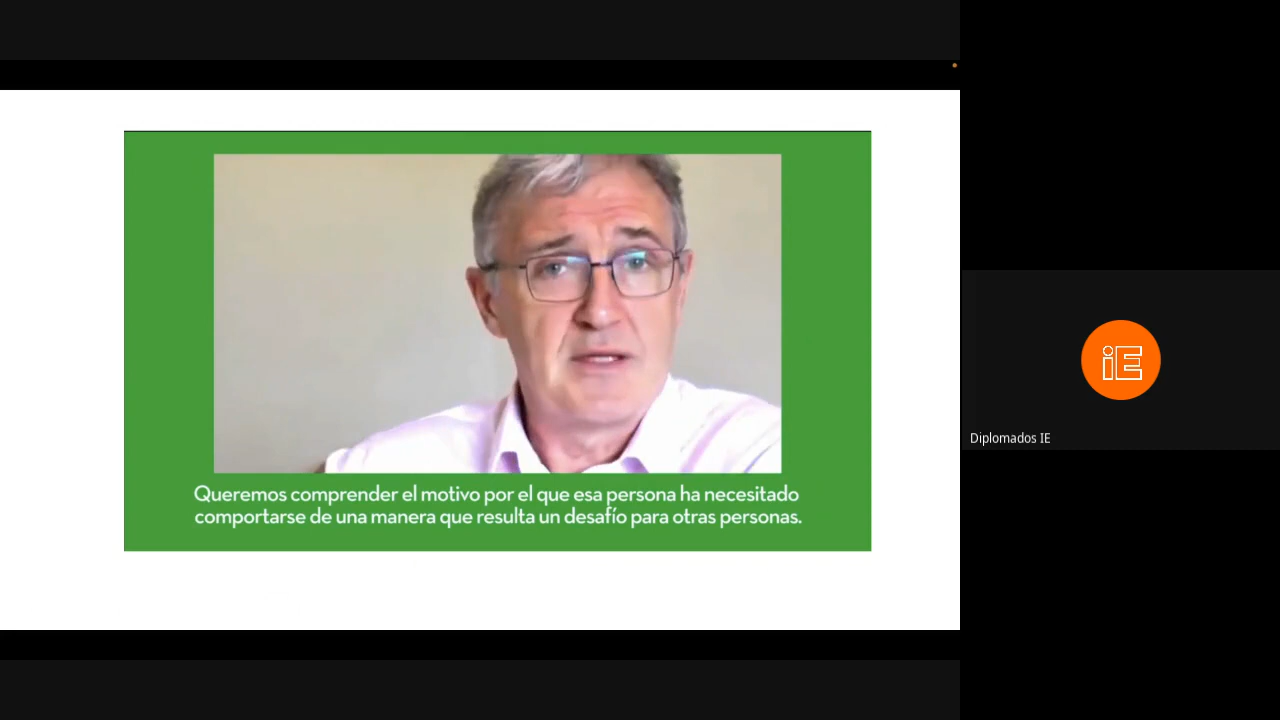 Queremos comprender el motivo por el que esa persona ha necesitado
comportarse de una manera que resulta un desafío para otras personas.
iE
Diplomados IE